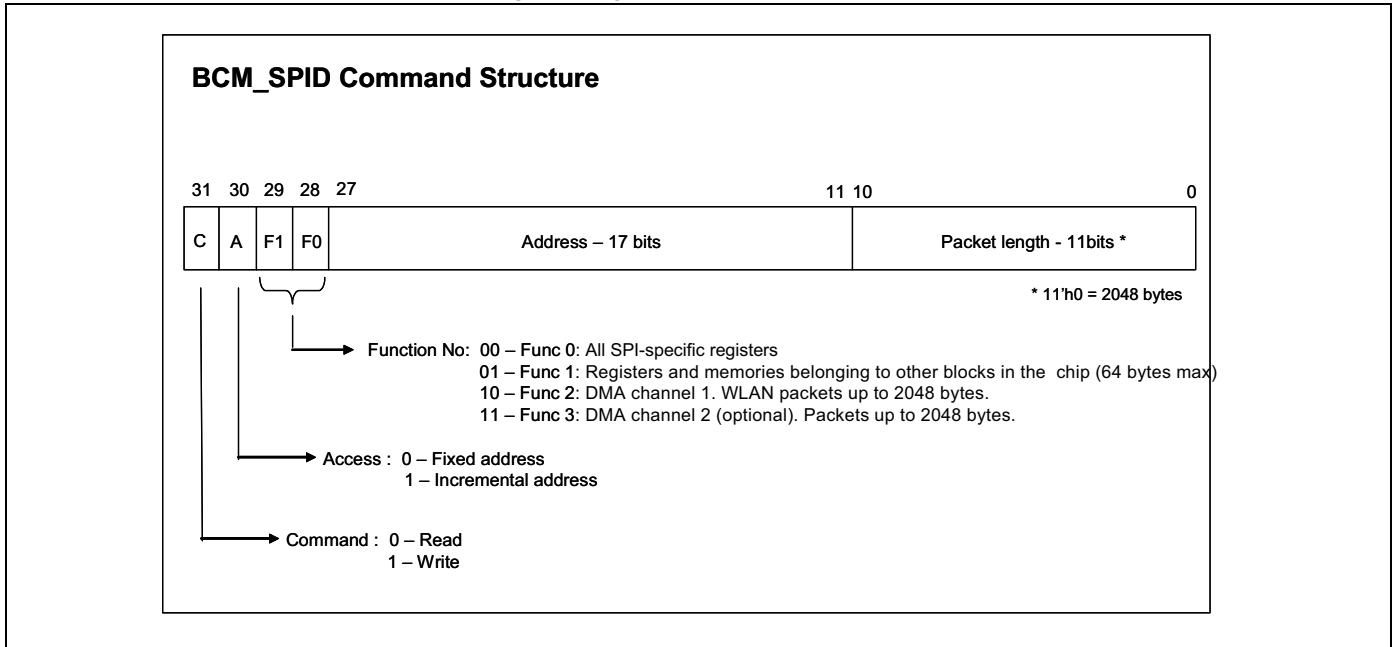 BCM_SPID Command Structure
31 30 29 28 27 11 10 0
C A F1 F0 Address – 17 bits Packet length - 11bits *
* 11'h0 = 2048 bytes
Function No: 00 – Func 0: All SPI-specific registers
01 – Func 1: Registers and memories belonging to other blocks in the chip (64 bytes max)
10 – Func 2: DMA channel 1. WLAN packets up to 2048 bytes.
11 – Func 3: DMA channel 2 (optional). Packets up to 2048 bytes.
Access : 0 – Fixed address
1 – Incremental address
Command : 0 – Read
1 – Write